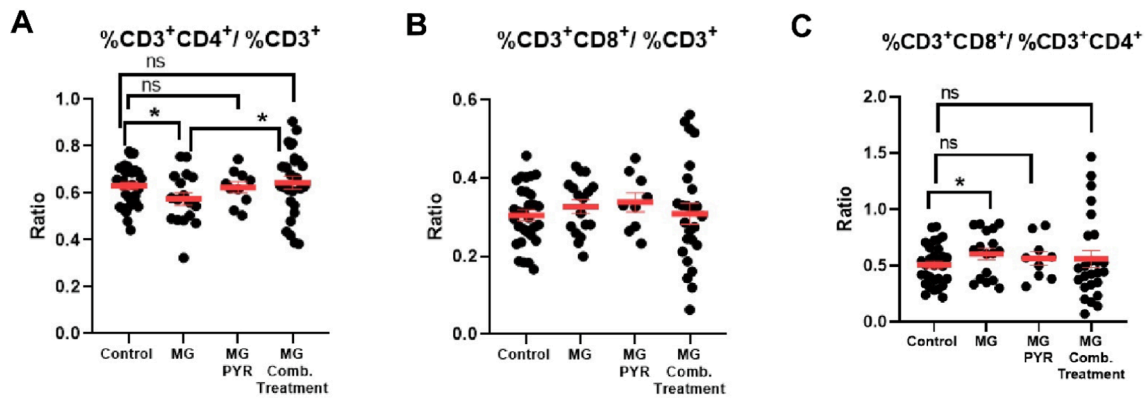 A
%CD3⁺CD4⁺/ %CD3⁺
ns
ns
*
*
1.0
0.8
0.6
0.4
0.2
0.0
Ratio
Control
MG
MG
PYR
MG
Comb.
Treatment
B
%CD3⁺CD8⁺/ %CD3⁺
0.6
0.4
0.2
0.0
Ratio
Control
MG
MG
PYR
MG
Comb.
Treatment
C
%CD3⁺CD8⁺/ %CD3⁺CD4⁺
ns
ns
*
2.0
1.5
1.0
0.5
0.0
Ratio
Control
MG
MG
PYR
MG
Comb.
Treatment